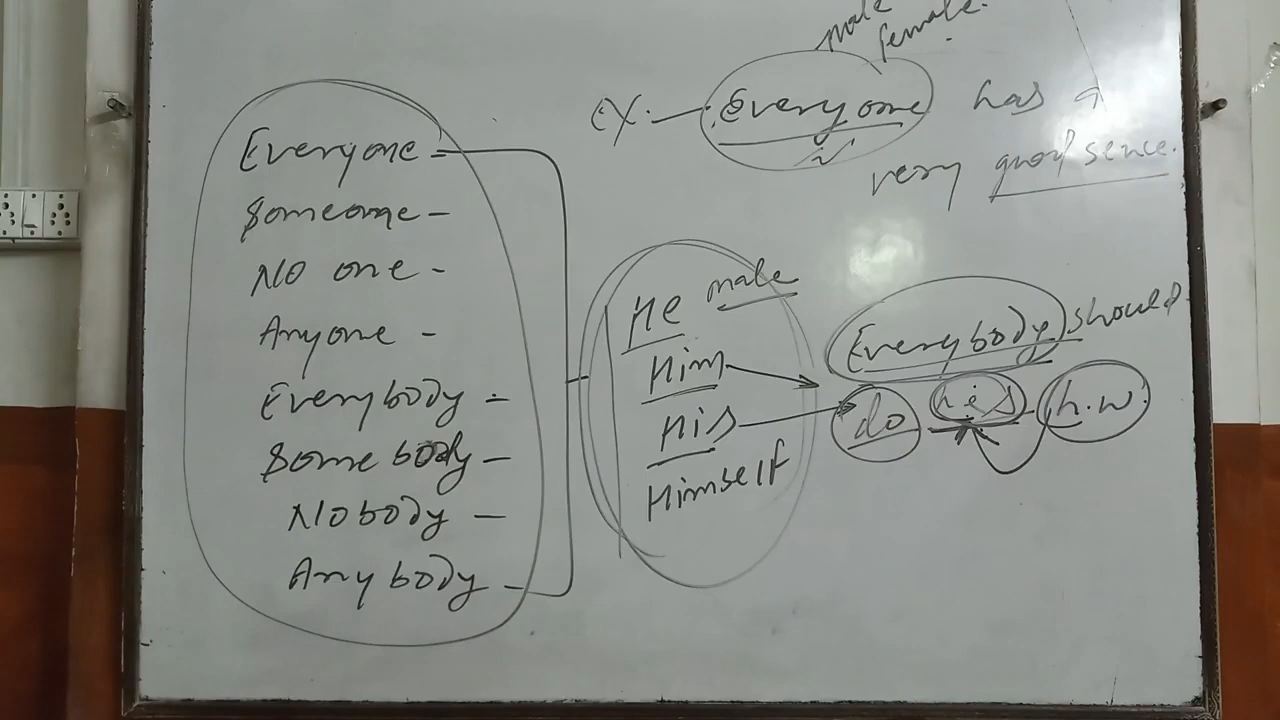 male
female.
Ex. — Everyone has a
very good sence.
Everyone -
Someone -
No one -
Anyone -
Everybody -
Somebody -
Nobody -
Anybody -
He male
Him
His
Himself
Everybody should
do his h.w.